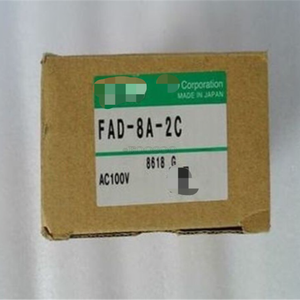 Corporation
MADE IN JAPAN
FAD-8A-2C
8618 G
AC100V